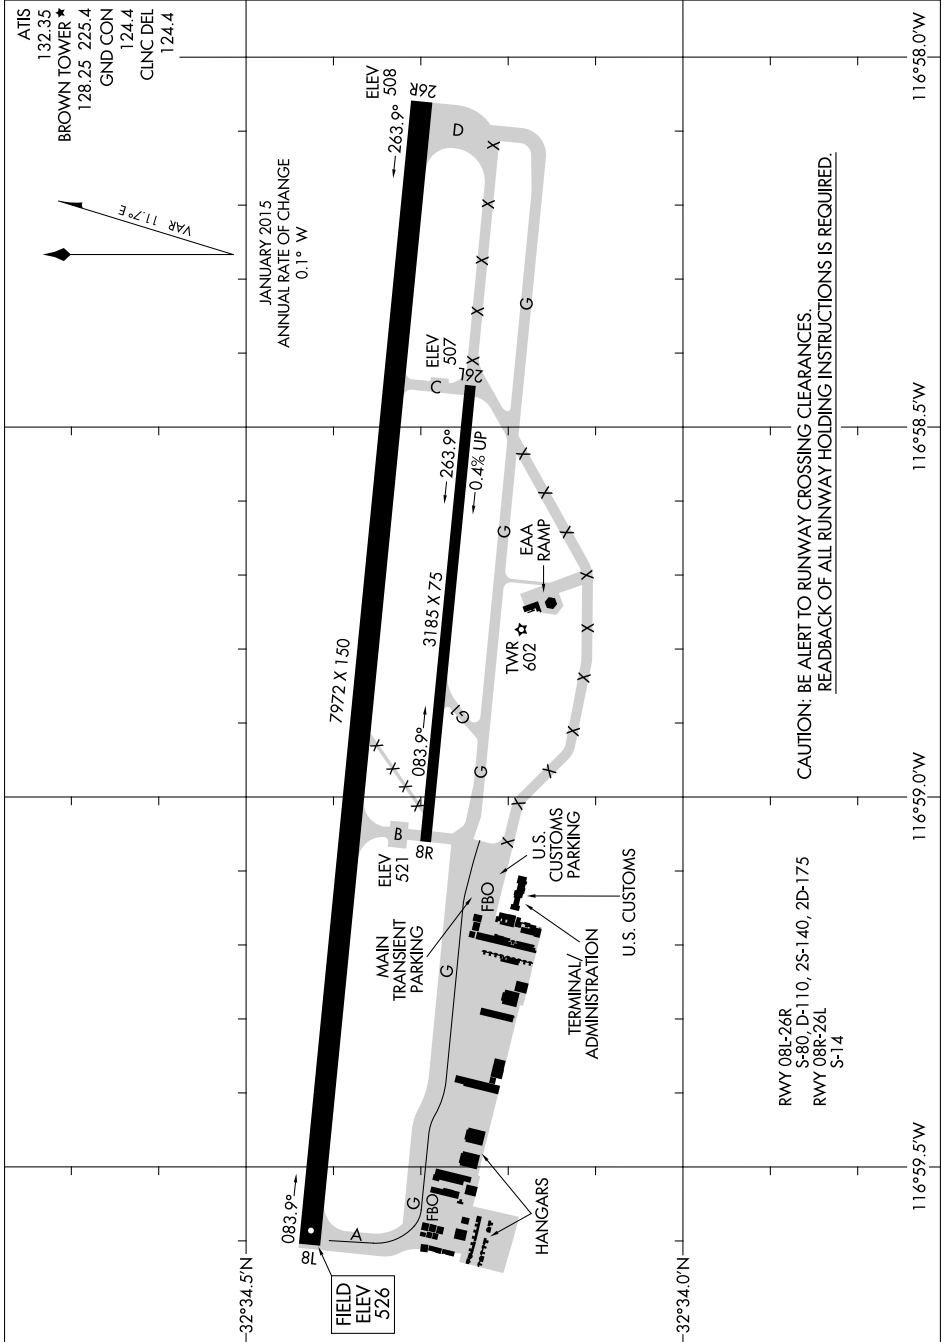 ATIS
132.35
BROWN TOWER★
128.25 225.4
GND CON
124.4
CLNC DEL
124.4
VAR 11.7° E
JANUARY 2015
ANNUAL RATE OF CHANGE
0.1° W
116°58.0'W
116°58.5'W
116°59.0'W
116°59.5'W
32°34.5'N
32°34.0'N
ELEV
508
26R
263.9°
D
X
X
X
X
X
G
ELEV
507
26L
C
263.9°
0.4% UP
7972 X 150
3185 X 75
G
EAA
RAMP
TWR
602
X
X
X
X
X
X
X
X
X
X
G1
083.9°
G
X
X
X
X
B
8R
ELEV
521
U.S.
CUSTOMS
PARKING
FBO
MAIN
TRANSIENT
PARKING
G
U.S. CUSTOMS
TERMINAL/
ADMINISTRATION
083.9°
8L
A
G
FBO
HANGARS
FIELD
ELEV
526
CAUTION: BE ALERT TO RUNWAY CROSSING CLEARANCES.
READBACK OF ALL RUNWAY HOLDING INSTRUCTIONS IS REQUIRED.
RWY 08L-26R
S-80, D-110, 2S-140, 2D-175
RWY 08R-26L
S-14